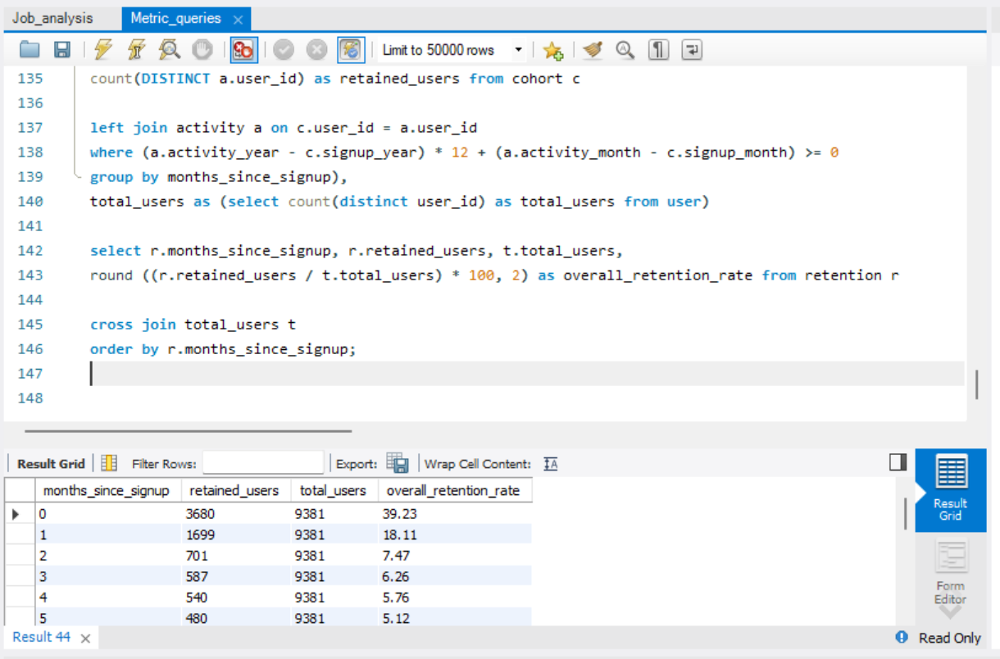 Job_analysis Metric_queries ×
Limit to 50000 rows
135 count(DISTINCT a.user_id) as retained_users from cohort c
136
137 left join activity a on c.user_id = a.user_id
138 where (a.activity_year - c.signup_year) * 12 + (a.activity_month - c.signup_month) >= 0
139 group by months_since_signup),
140 total_users as (select count(distinct user_id) as total_users from user)
141
142 select r.months_since_signup, r.retained_users, t.total_users,
143 round ((r.retained_users / t.total_users) * 100, 2) as overall_retention_rate from retention r
144
145 cross join total_users t
146 order by r.months_since_signup;
147
148
Result Grid Filter Rows: Export: Wrap Cell Content: IA
months_since_signup retained_users total_users overall_retention_rate
0 3680 9381 39.23
1 1699 9381 18.11
2 701 9381 7.47
3 587 9381 6.26
4 540 9381 5.76
5 480 9381 5.12
Result
Grid
Form
Editor
Result 44 × Read Only